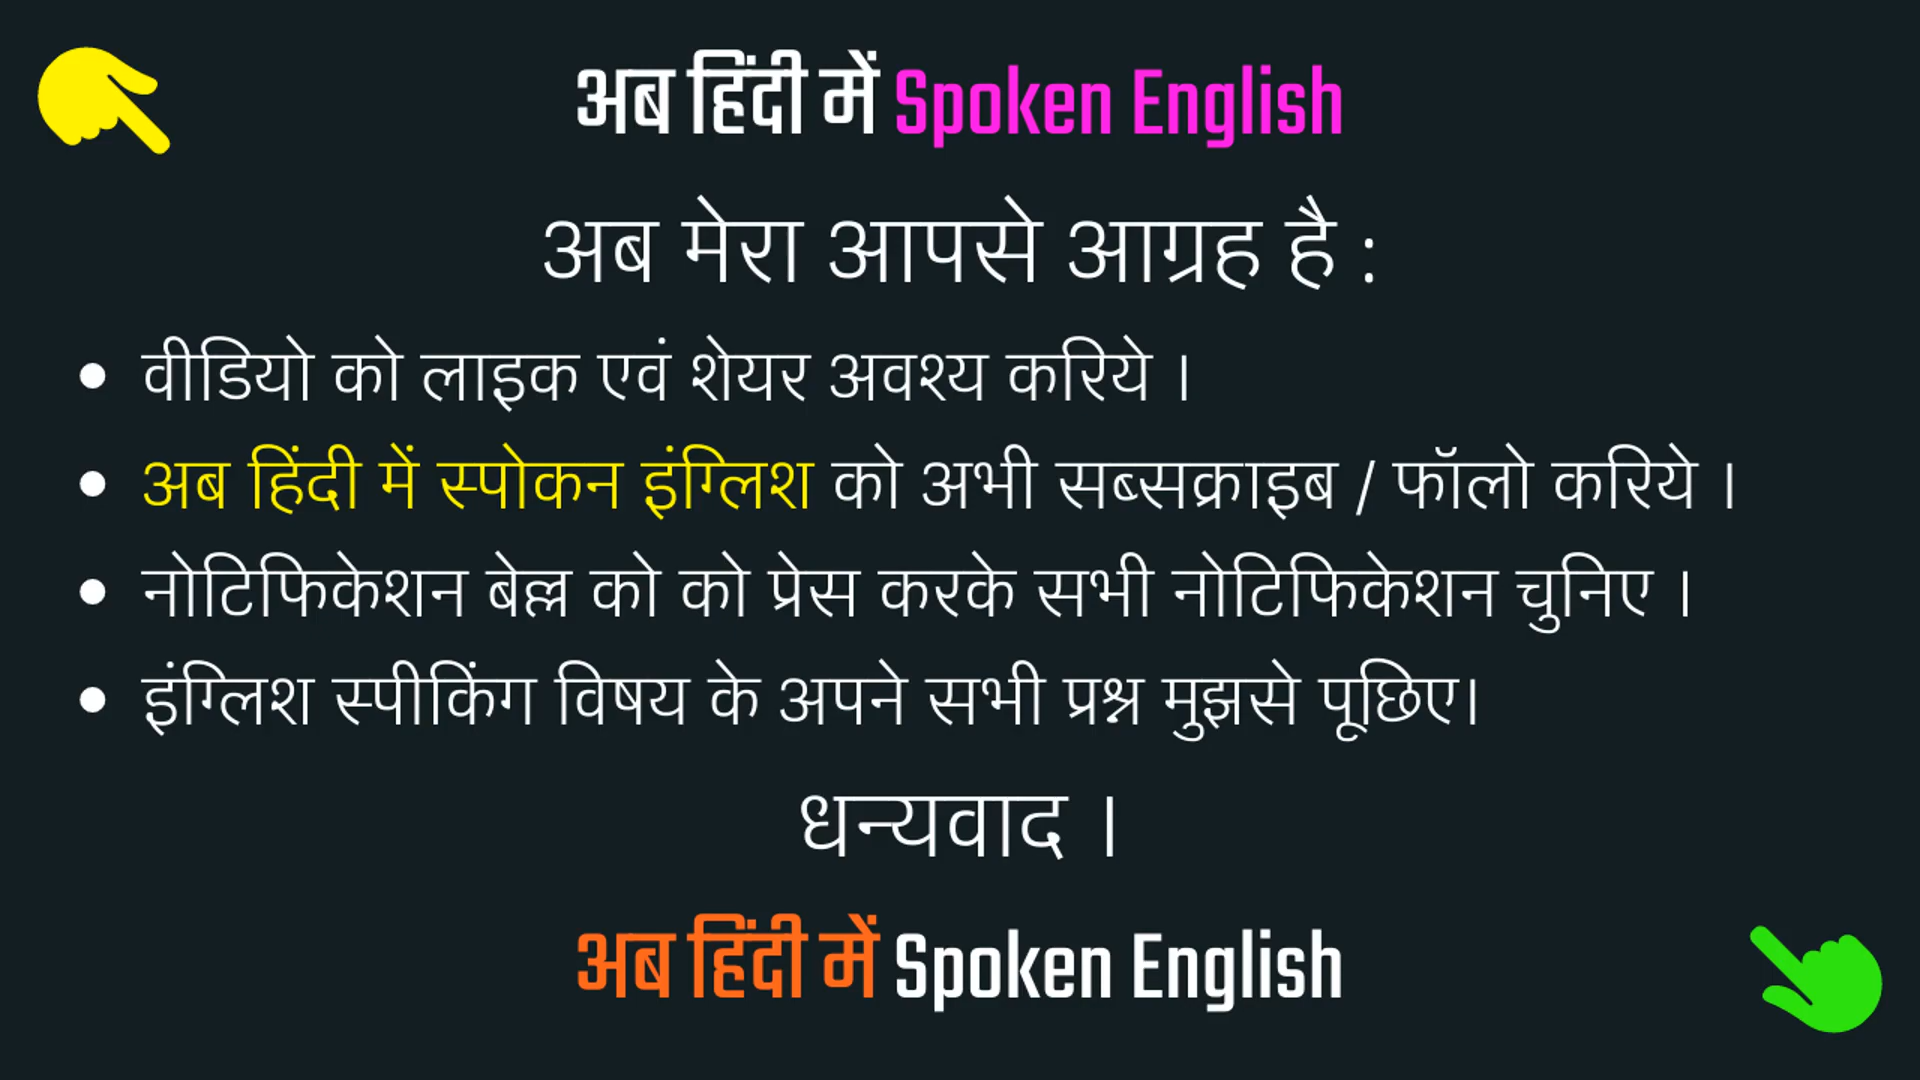 अब हिंदी में Spoken English
अब मेरा आपसे आग्रह है :
• वीडियो को लाइक एवं शेयर अवश्य करिये ।
• अब हिंदी में स्पोकन इंग्लिश को अभी सब्सक्राइब / फॉलो करिये ।
• नोटिफिकेशन बेल्ल को को प्रेस करके सभी नोटिफिकेशन चुनिए ।
• इंग्लिश स्पीकिंग विषय के अपने सभी प्रश्न मुझसे पूछिए।
धन्यवाद ।
अब हिंदी में Spoken English